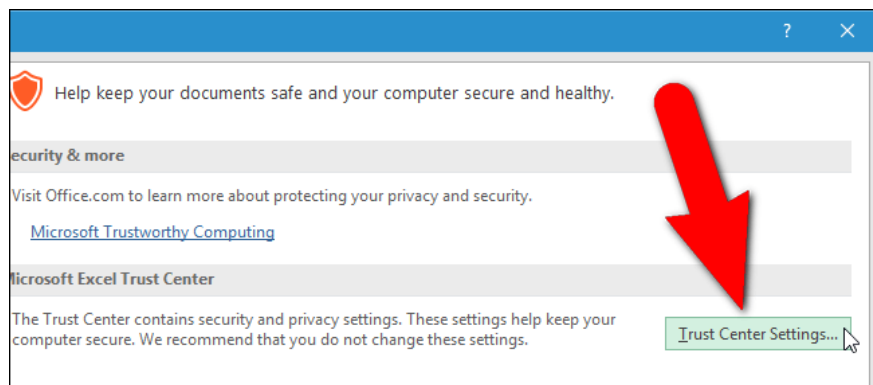 ?
Help keep your documents safe and your computer secure and healthy.
ecurity & more
Visit Office.com to learn more about protecting your privacy and security.
Microsoft Trustworthy Computing
Microsoft Excel Trust Center
The Trust Center contains security and privacy settings. These settings help keep your
computer secure. We recommend that you do not change these settings.
Trust Center Settings...